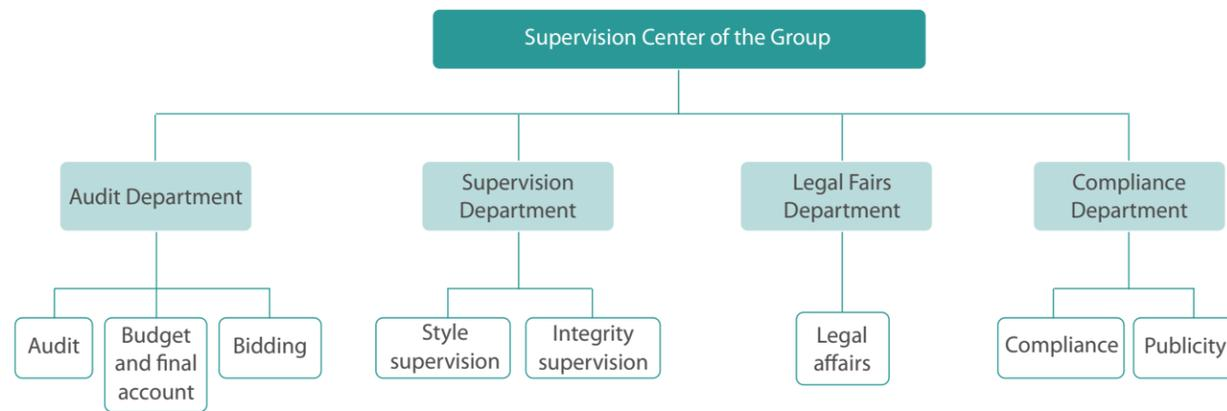 Supervision Center of the Group
Audit Department
Supervision
Department
Legal Fairs
Department
Compliance
Department
Audit
Budget
and final
account
Bidding
Style
supervision
Integrity
supervision
Legal
affairs
Compliance
Publicity